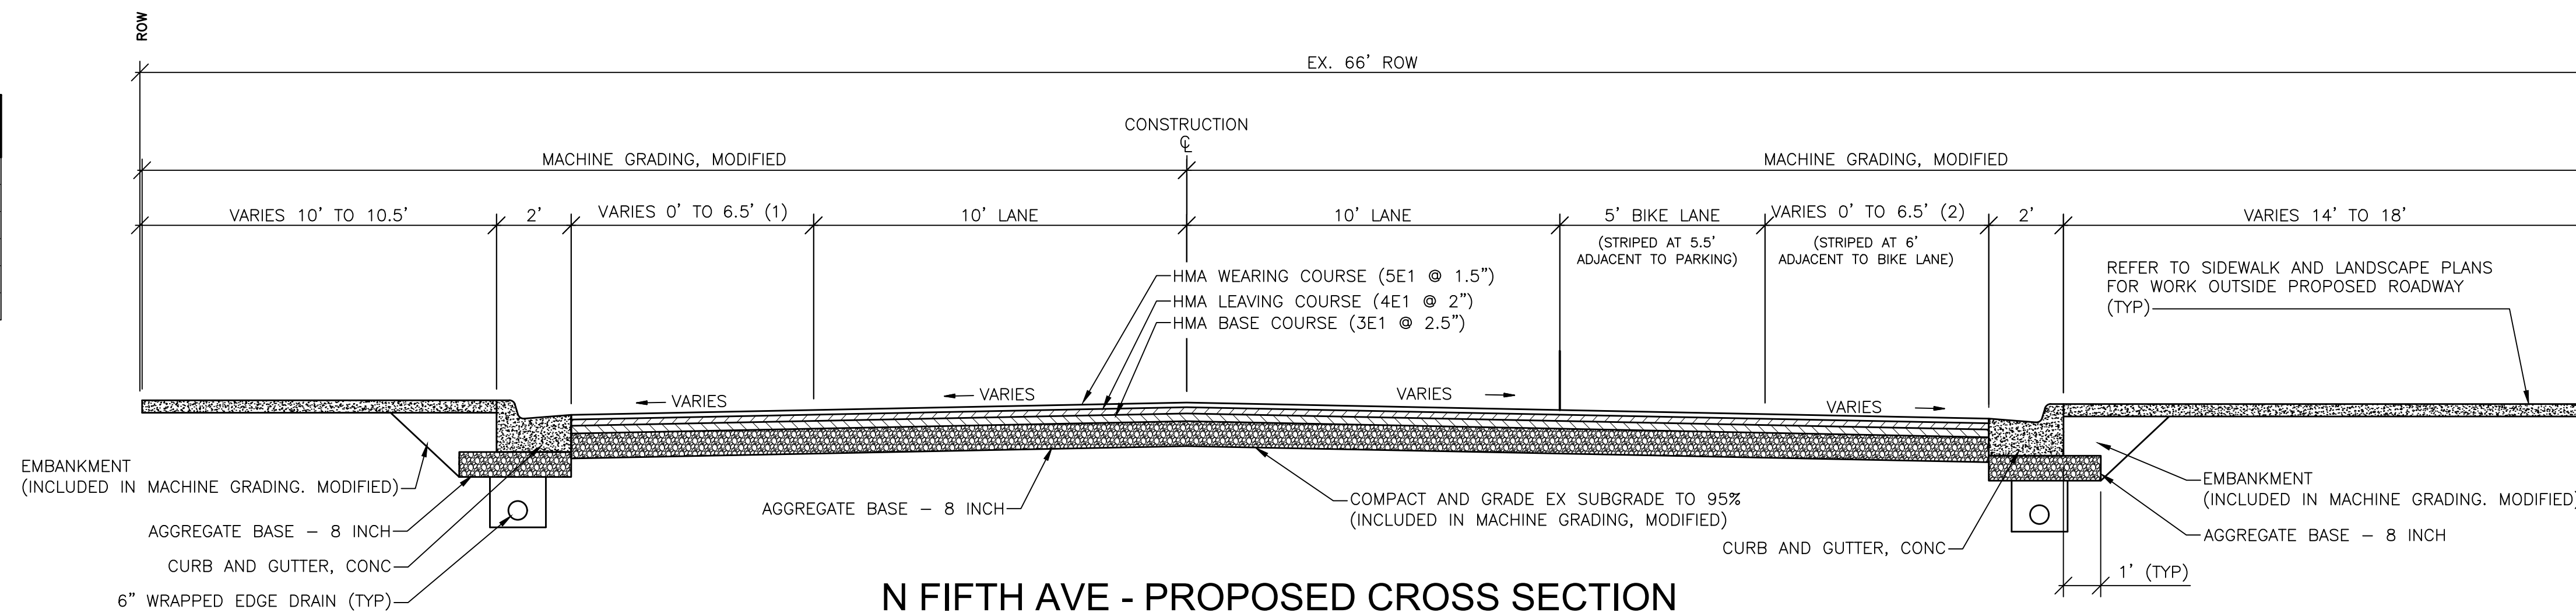 ROW
EX. 66' ROW
CONSTRUCTION
℄
MACHINE GRADING, MODIFIED
MACHINE GRADING, MODIFIED
VARIES 10' TO 10.5'
2'
VARIES 0' TO 6.5' (1)
10' LANE
10' LANE
5' BIKE LANE
VARIES 0' TO 6.5' (2)
2'
VARIES 14' TO 18'
(STRIPED AT 5.5'
ADJACENT TO PARKING)
(STRIPED AT 6'
ADJACENT TO BIKE LANE)
HMA WEARING COURSE (5E1 @ 1.5")
HMA LEAVING COURSE (4E1 @ 2")
HMA BASE COURSE (3E1 @ 2.5")
REFER TO SIDEWALK AND LANDSCAPE PLANS
FOR WORK OUTSIDE PROPOSED ROADWAY
(TYP)
VARIES
VARIES
VARIES
VARIES
EMBANKMENT
(INCLUDED IN MACHINE GRADING. MODIFIED)
AGGREGATE BASE – 8 INCH
CURB AND GUTTER, CONC
6" WRAPPED EDGE DRAIN (TYP)
AGGREGATE BASE – 8 INCH
COMPACT AND GRADE EX SUBGRADE TO 95%
(INCLUDED IN MACHINE GRADING, MODIFIED)
CURB AND GUTTER, CONC
EMBANKMENT
(INCLUDED IN MACHINE GRADING. MODIFIED)
AGGREGATE BASE – 8 INCH
1' (TYP)
N FIFTH AVE - PROPOSED CROSS SECTION